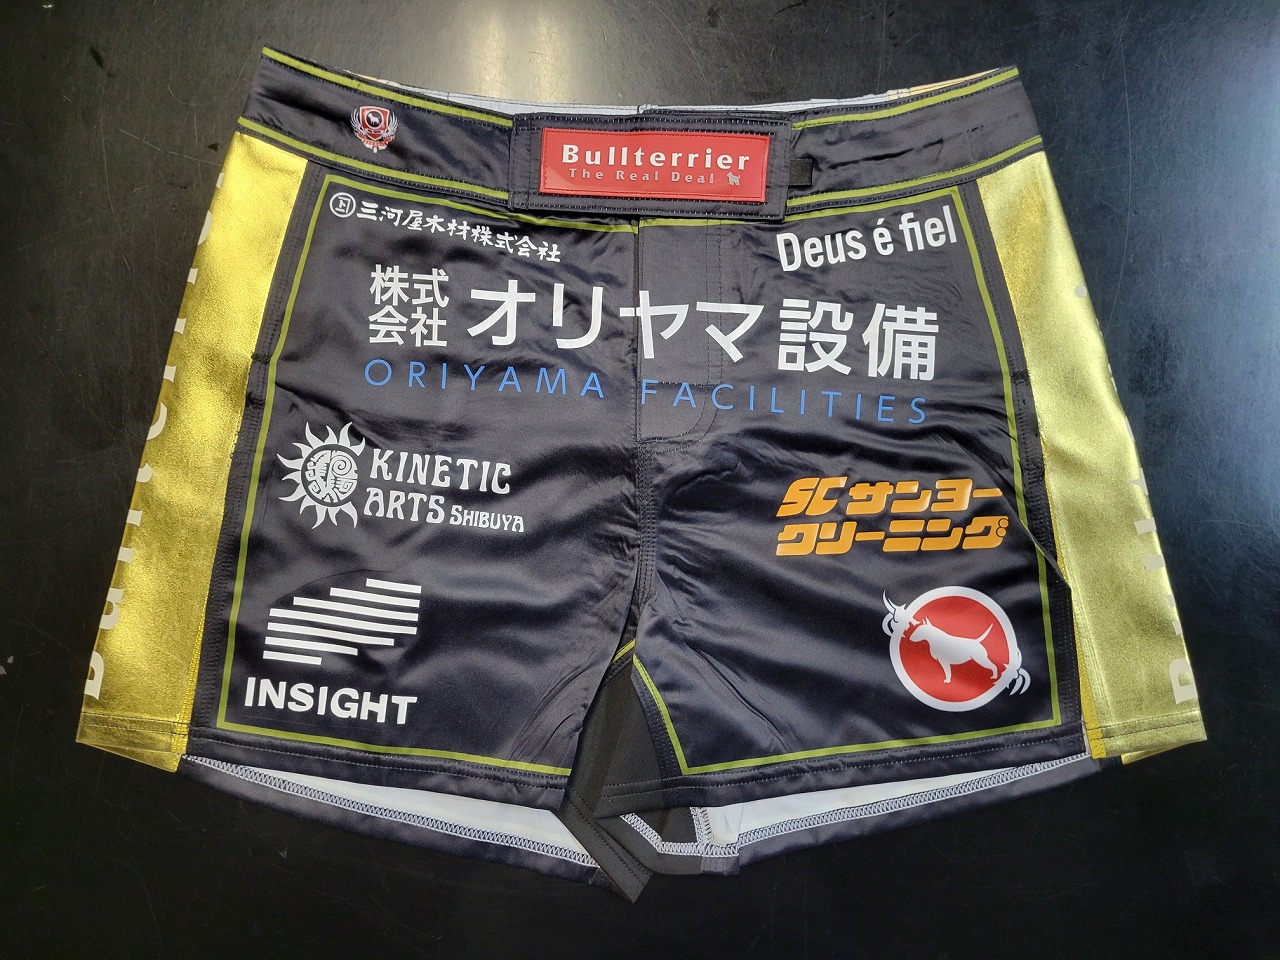 Bullterrier
The Real Deal
三河屋木材株式会社
Deus é fiel
株式会社 オリヤマ設備
ORIYAMA FACILITIES
KINETIC
ARTS SHIBUYA
SCサンヨー
クリーニング
INSIGHT